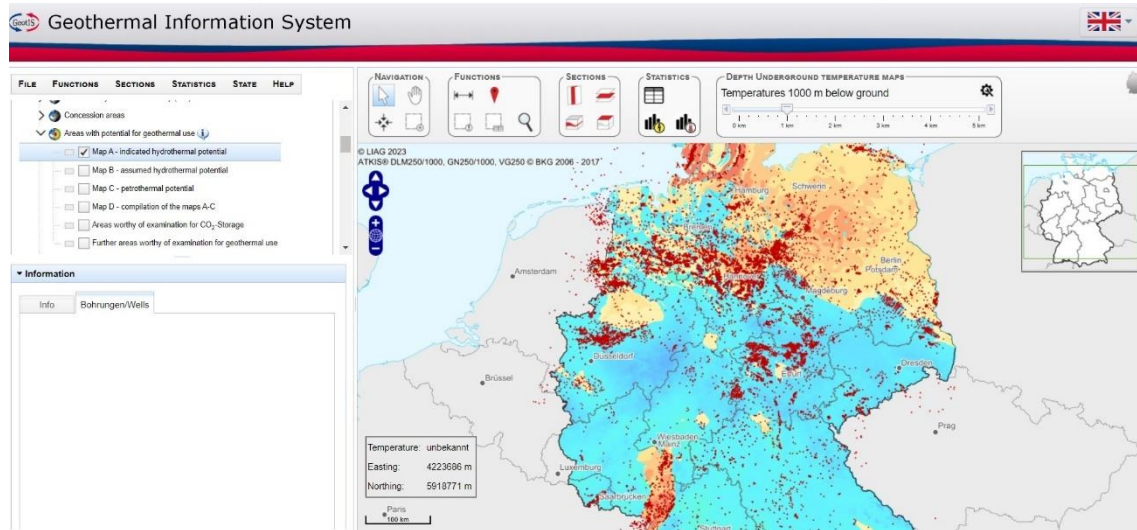 GeotIS Geothermal Information System
FILE FUNCTIONS SECTIONS STATISTICS STATE HELP
Concession areas
Areas with potential for geothermal use
Map A - indicated hydrothermal potential
Map B - assumed hydrothermal potential
Map C - petrothermal potential
Map D - compilation of the maps A-C
Areas worthy of examination for CO2-Storage
Further areas worthy of examination for geothermal use
Information
Info Bohrungen/Wells
NAVIGATION FUNCTIONS SECTIONS STATISTICS DEPTH UNDERGROUND TEMPERATURE MAPS
Temperatures 1000 m below ground
0 km 1 km 2 km 3 km 4 km 5 km
© LIAG 2023
ATKIS® DLM250/1000, GN250/1000, VG250 © BKG 2006 - 2017
Hamburg
Schwerin
Bremen
Berlin
Potsdam
Amsterdam
Hannover
Magdeburg
Düsseldorf
Dresden
Erfurt
Brüssel
Prag
Wiesbaden
Mainz
Luxemburg
Saarbrücken
Paris
Stuttgart
Temperature: unbekannt
Easting: 4223686 m
Northing: 5918771 m
100 km